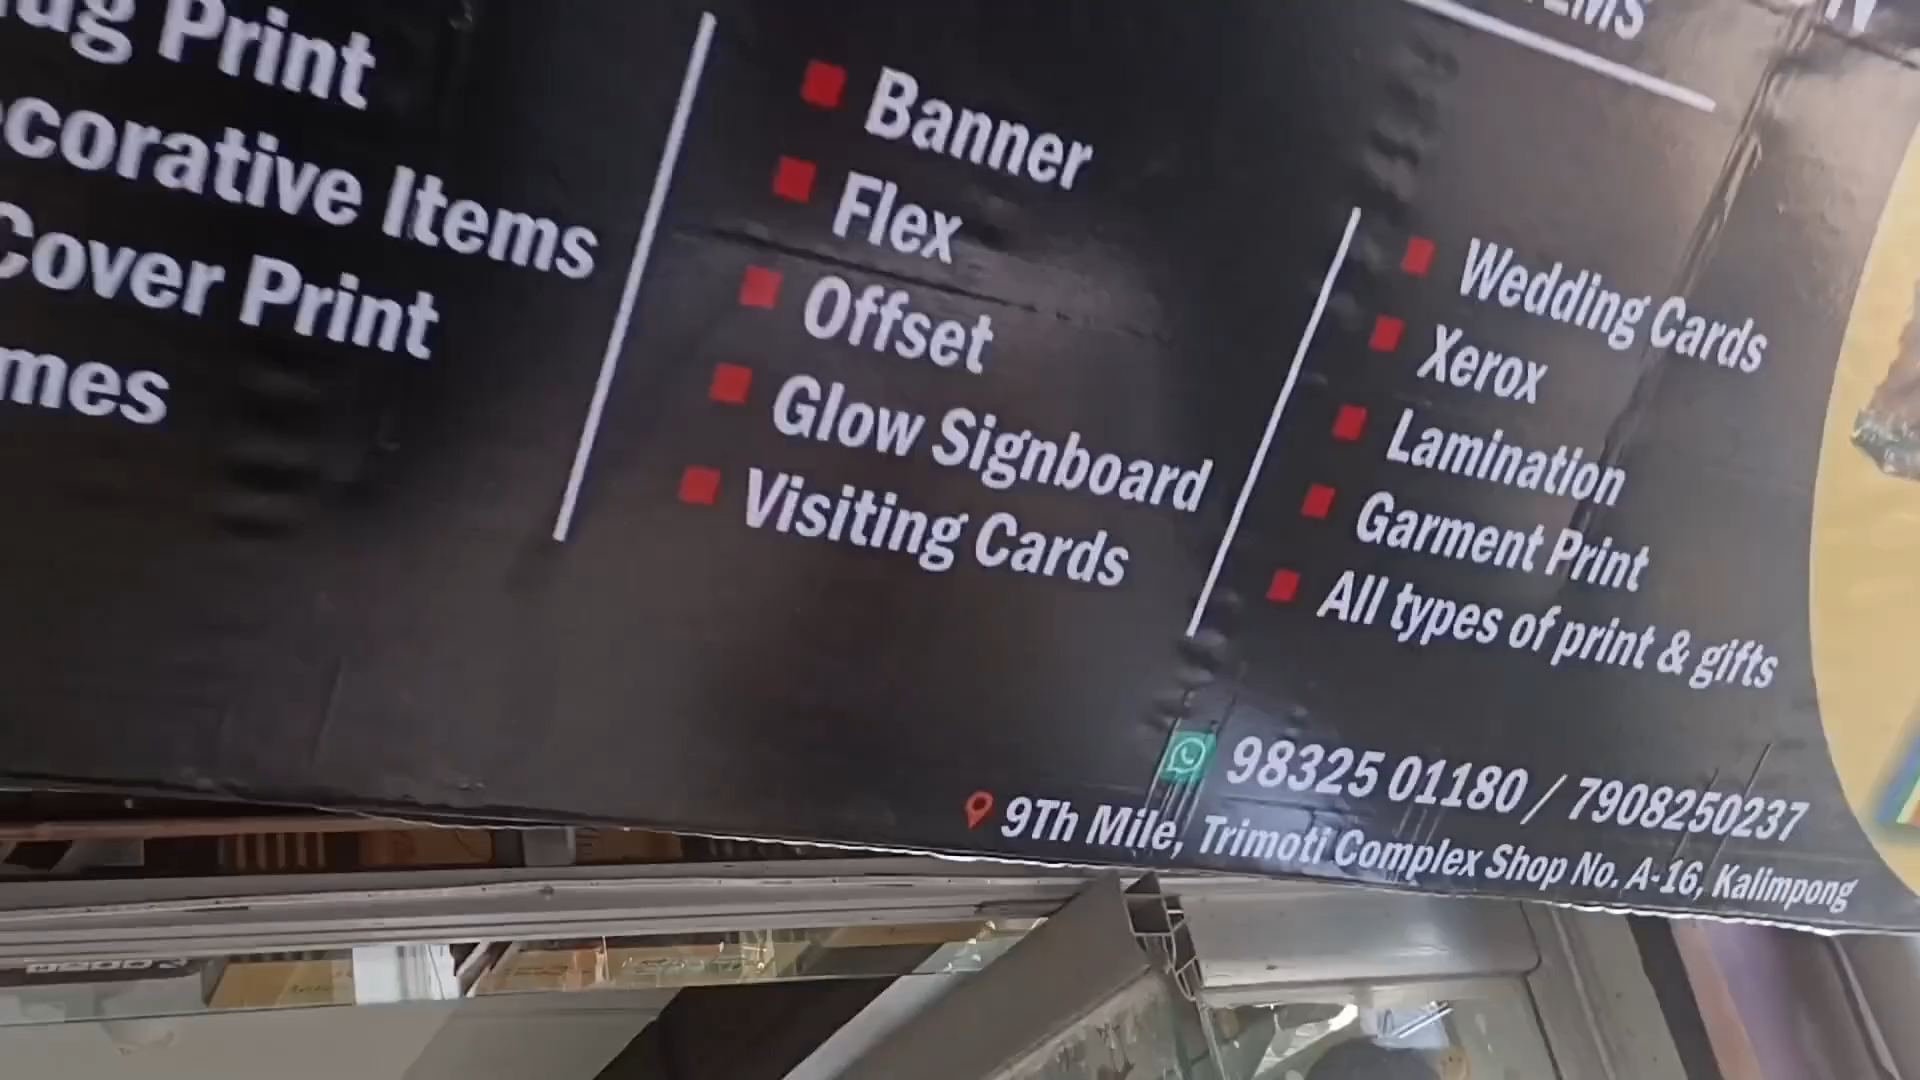 Print
corative Items
Cover Print
mes
Banner
Flex
Offset
Glow Signboard
Visiting Cards
Wedding Cards
Xerox
Lamination
Garment Print
All types of print & gifts
98325 01180 / 7908250237
9Th Mile, Trimoti Complex Shop No. A-16, Kalimpong